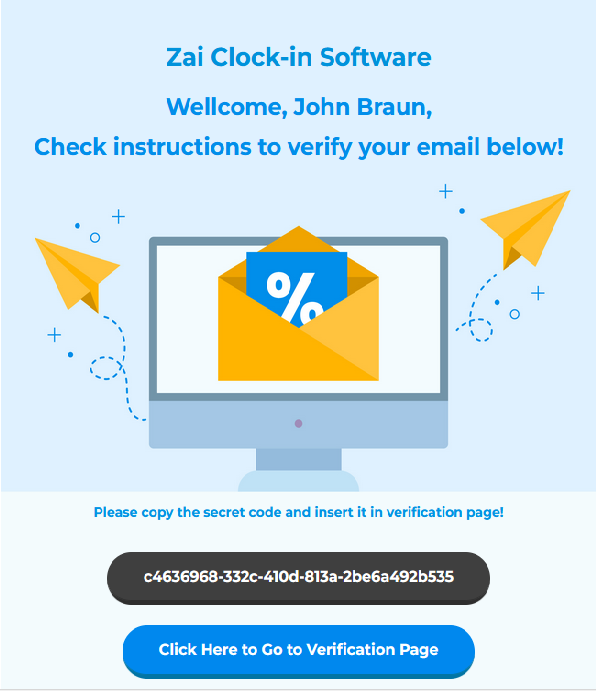 Zai Clock-in Software
Wellcome, John Braun,
Check instructions to verify your email below!
%
Please copy the secret code and insert it in verification page!
c4636968-332c-410d-813a-2be6a492b535
Click Here to Go to Verification Page